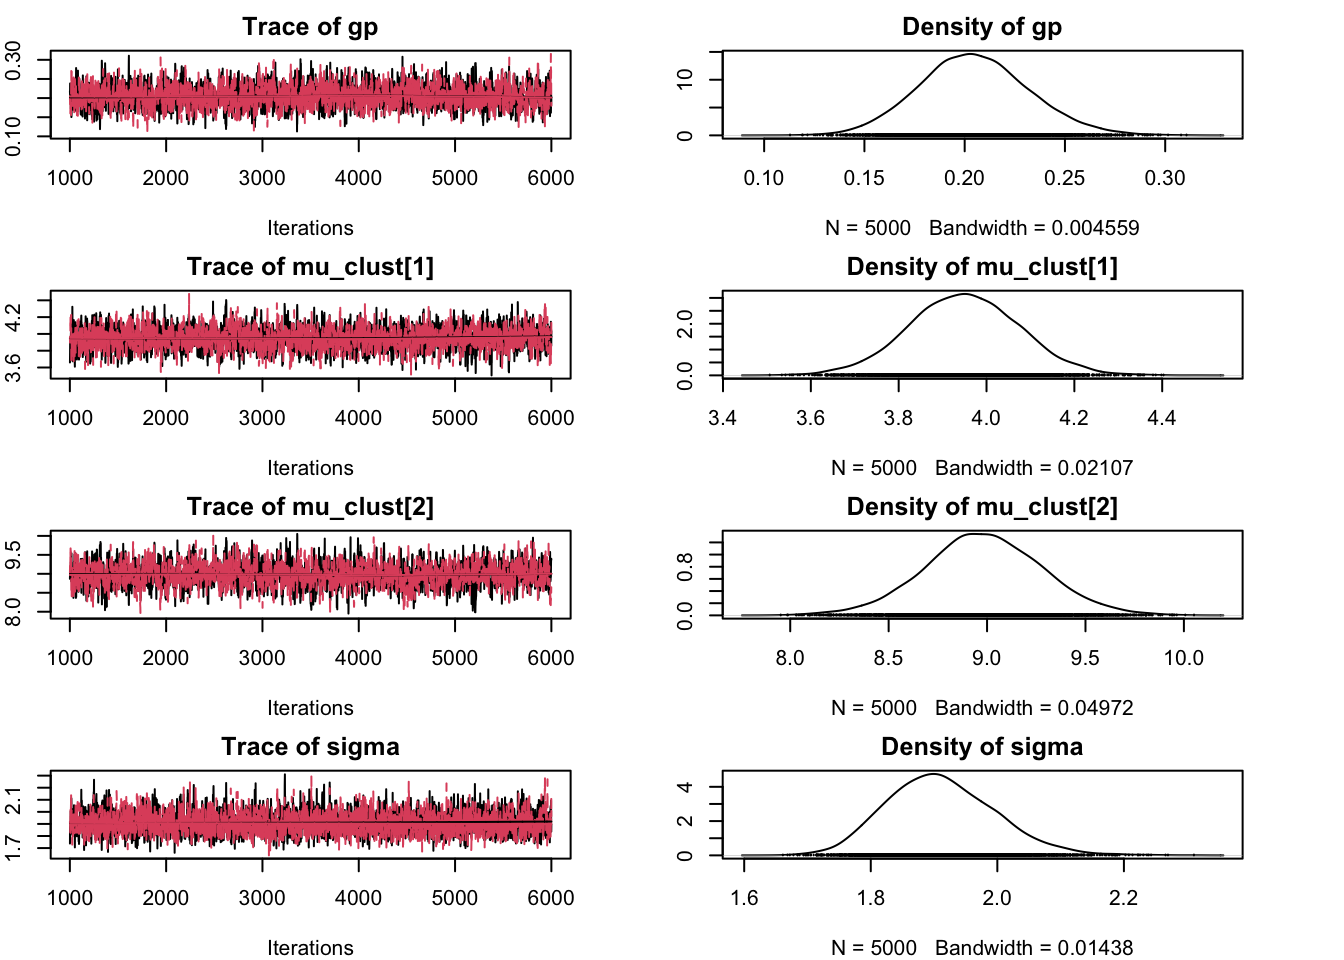 Trace of gp
0.10 0.30
1000 2000 3000 4000 5000 6000
Iterations
Density of gp
0 10
0.10 0.15 0.20 0.25 0.30
N = 5000 Bandwidth = 0.004559
Trace of mu_clust[1]
3.6 4.2
1000 2000 3000 4000 5000 6000
Iterations
Density of mu_clust[1]
0.0 2.0
3.4 3.6 3.8 4.0 4.2 4.4
N = 5000 Bandwidth = 0.02107
Trace of mu_clust[2]
8.0 9.5
1000 2000 3000 4000 5000 6000
Iterations
Density of mu_clust[2]
0.0 0.8
8.0 8.5 9.0 9.5 10.0
N = 5000 Bandwidth = 0.04972
Trace of sigma
1.7 2.1
1000 2000 3000 4000 5000 6000
Iterations
Density of sigma
0 2 4
1.6 1.8 2.0 2.2
N = 5000 Bandwidth = 0.01438